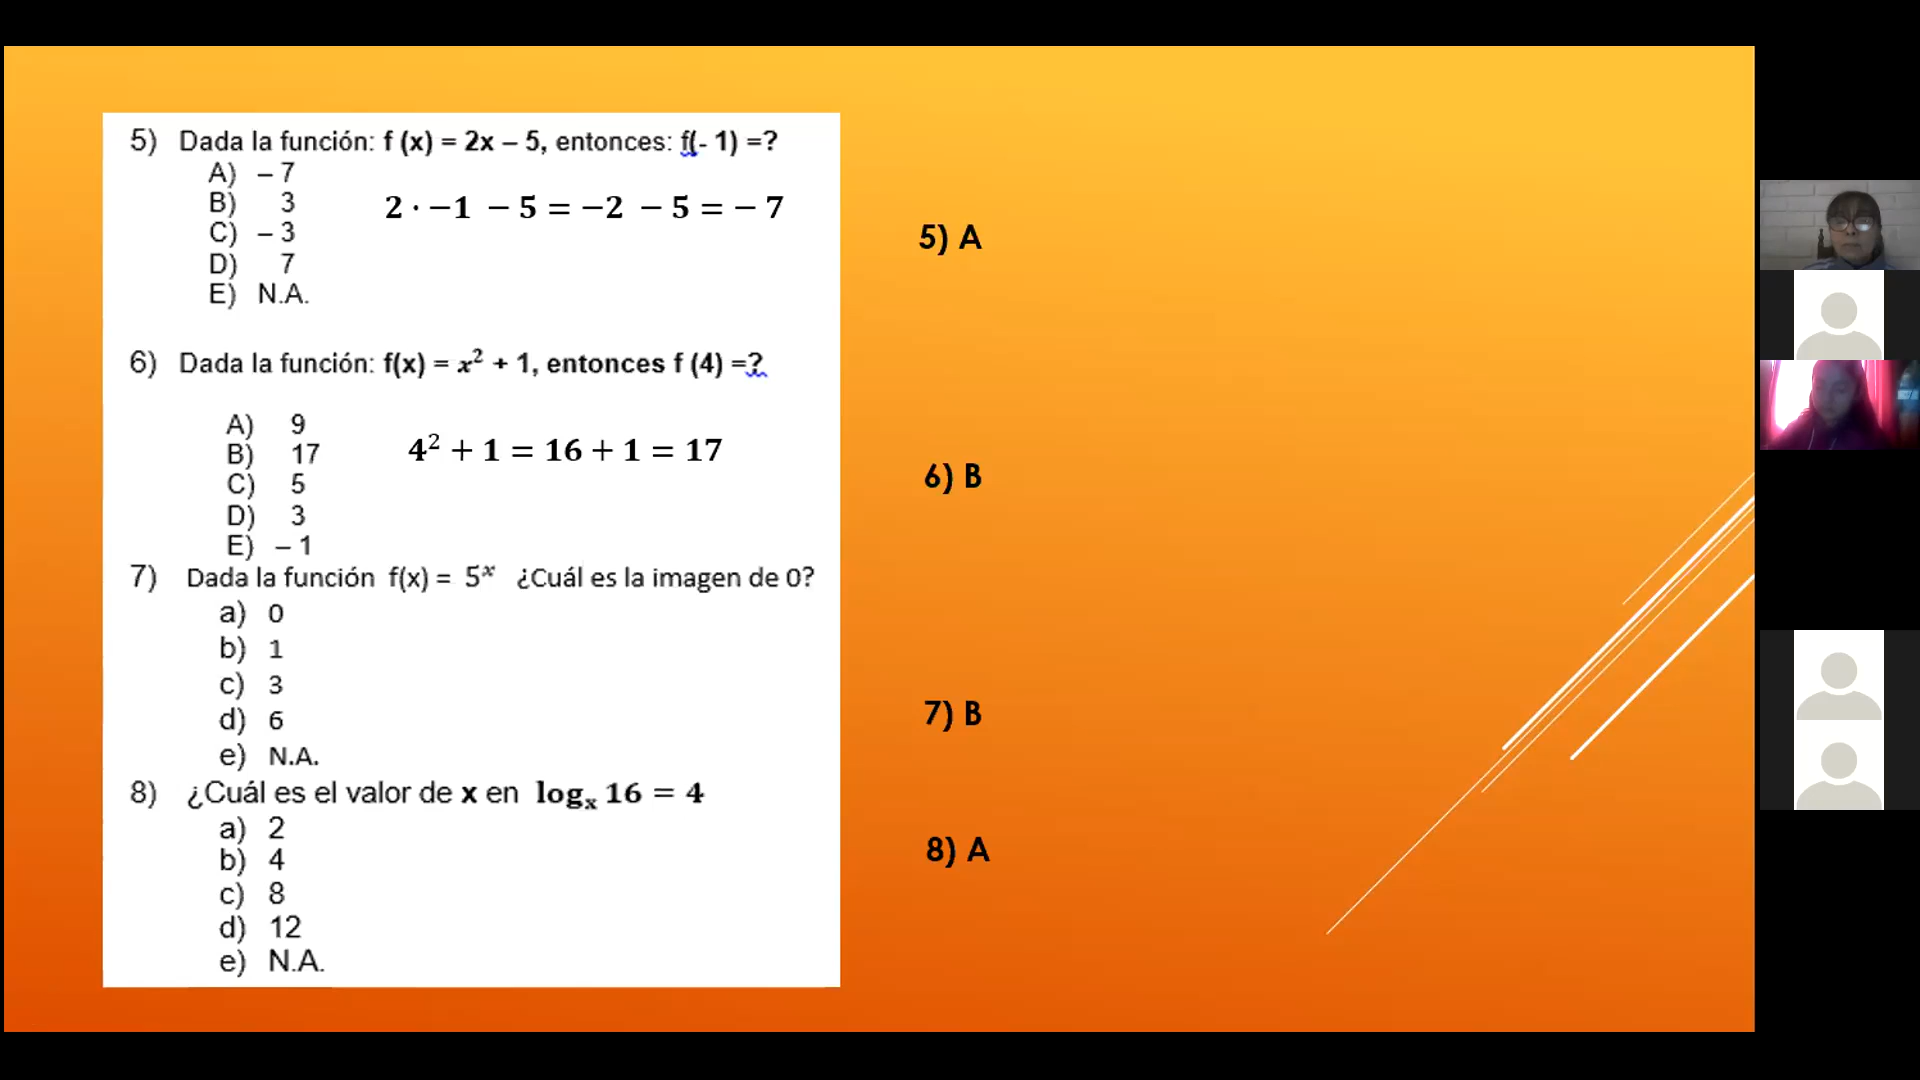 5) Dada la función: f (x) = 2x – 5, entonces: f(- 1) =?
A) – 7
B) 3
C) – 3
D) 7
E) N.A.
2 · −1 − 5 = −2 − 5 = − 7
5) A
6) Dada la función: f(x) = x² + 1, entonces f (4) =?
A) 9
B) 17
C) 5
D) 3
E) – 1
4² + 1 = 16 + 1 = 17
6) B
7) Dada la función f(x) = 5ˣ ¿Cuál es la imagen de 0?
a) 0
b) 1
c) 3
d) 6
e) N.A.
7) B
8) ¿Cuál es el valor de x en logₓ 16 = 4
a) 2
b) 4
c) 8
d) 12
e) N.A.
8) A